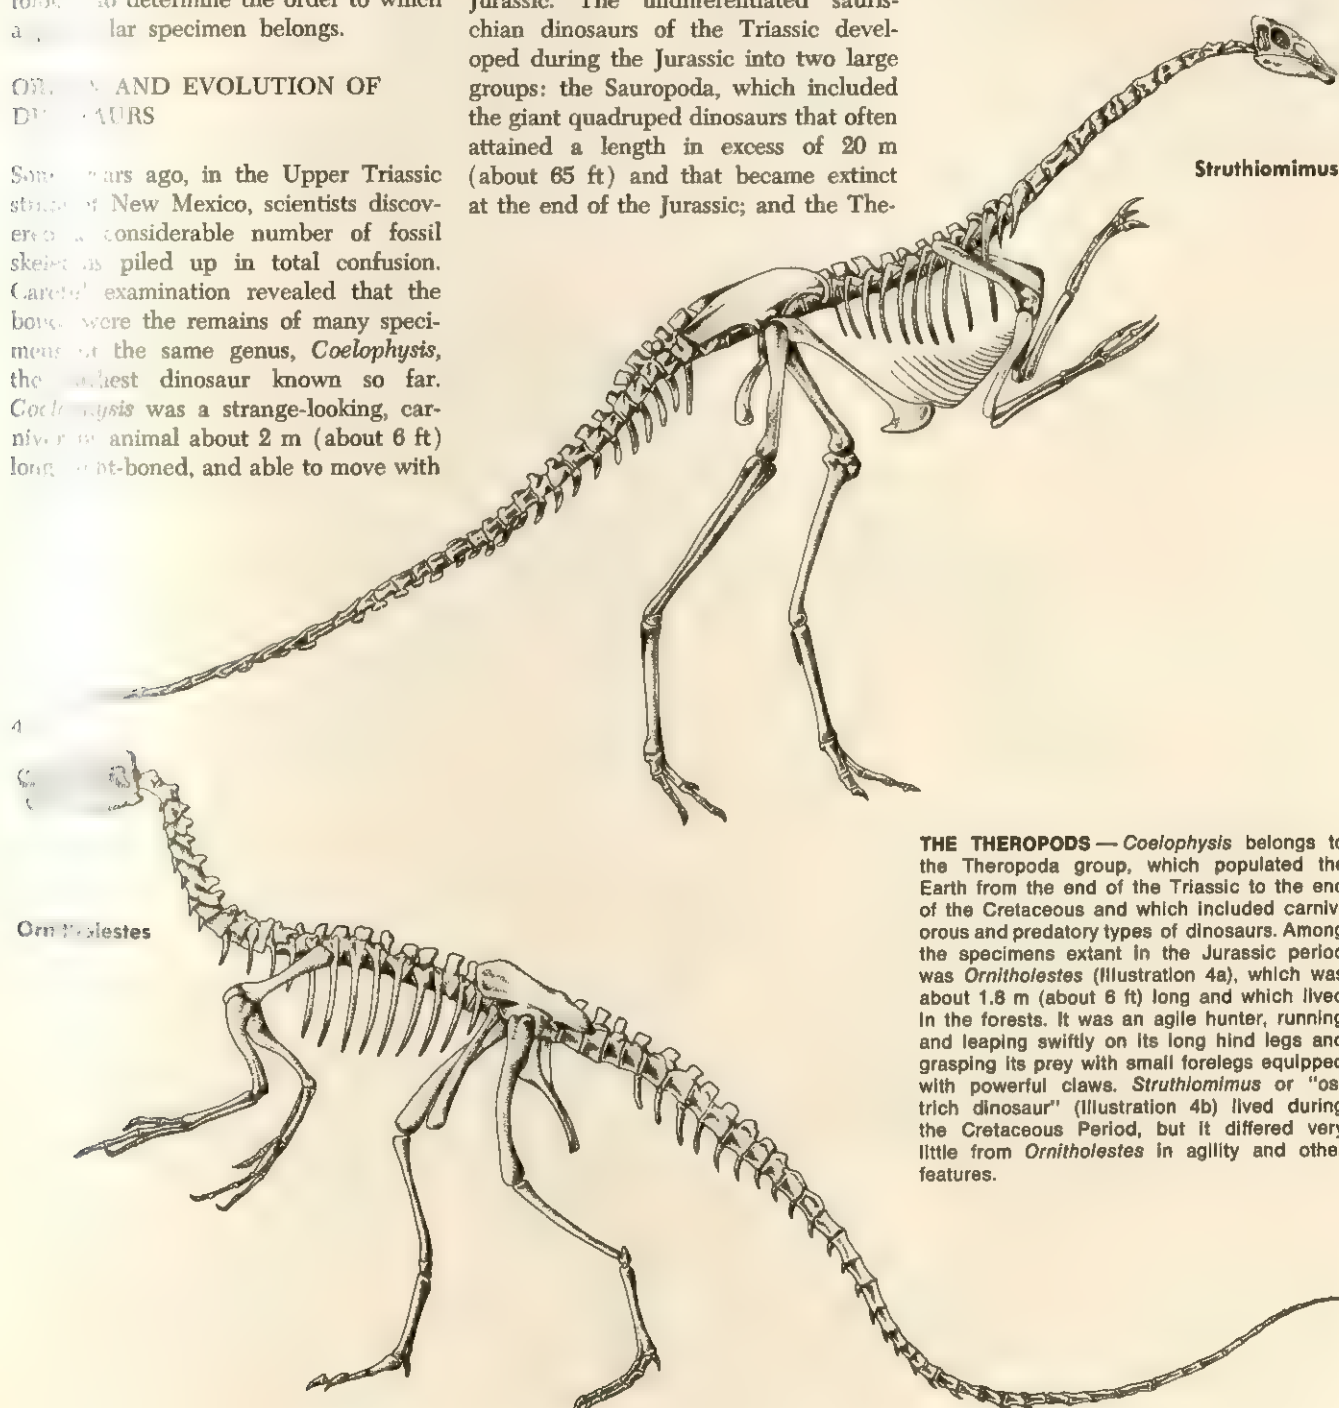 to determine the order to which
a lar specimen belongs.
AND EVOLUTION OF
ars ago, in the Upper Triassic
New Mexico, scientists discov-
considerable number of fossil
piled up in total confusion.
examination revealed that the
were the remains of many speci-
the same genus, Coelophysis,
the dinosaur known so far.
was a strange-looking, car-
animal about 2 m (about 6 ft)
long -boned, and able to move with
Jurassic. The undifferentiated sauris-
chian dinosaurs of the Triassic devel-
oped during the Jurassic into two large
groups: the Sauropoda, which included
the giant quadruped dinosaurs that often
attained a length in excess of 20 m
(about 65 ft) and that became extinct
at the end of the Jurassic; and the The-
Struthiomimus
4
Ornitholestes
THE THEROPODS — Coelophysis belongs to
the Theropoda group, which populated the
Earth from the end of the Triassic to the end
of the Cretaceous and which included carniv
orous and predatory types of dinosaurs. Among
the specimens extant in the Jurassic period
was Ornitholestes (Illustration 4a), which was
about 1.8 m (about 6 ft) long and which lived
in the forests. It was an agile hunter, running
and leaping swiftly on its long hind legs and
grasping its prey with small forelegs equipped
with powerful claws. Struthiomimus or "os
trich dinosaur" (Illustration 4b) lived during
the Cretaceous Period, but it differed very
little from Ornitholestes in agility and other
features.